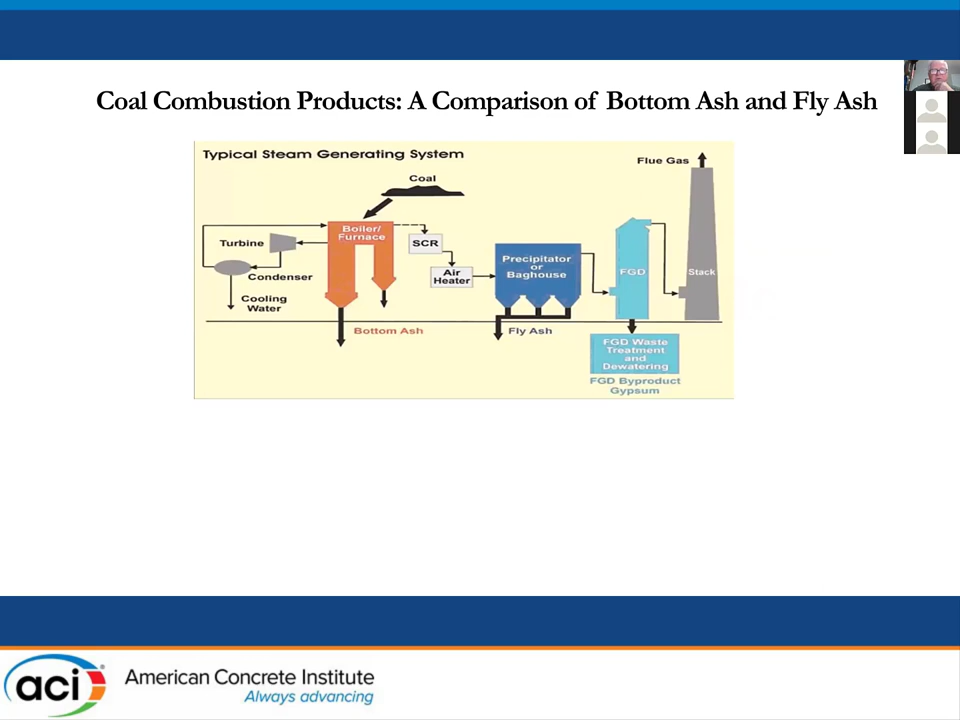 Coal Combustion Products: A Comparison of Bottom Ash and Fly Ash
Typical Steam Generating System
Flue Gas
Coal
Boiler/
Furnace
Turbine
SCR
Condenser
Air
Heater
Precipitator
or
Baghouse
FGD
Stack
Cooling
Water
Bottom Ash
Fly Ash
FGD Waste
Treatment
and
Dewatering
FGD Byproduct
Gypsum
aci
American Concrete Institute
Always advancing